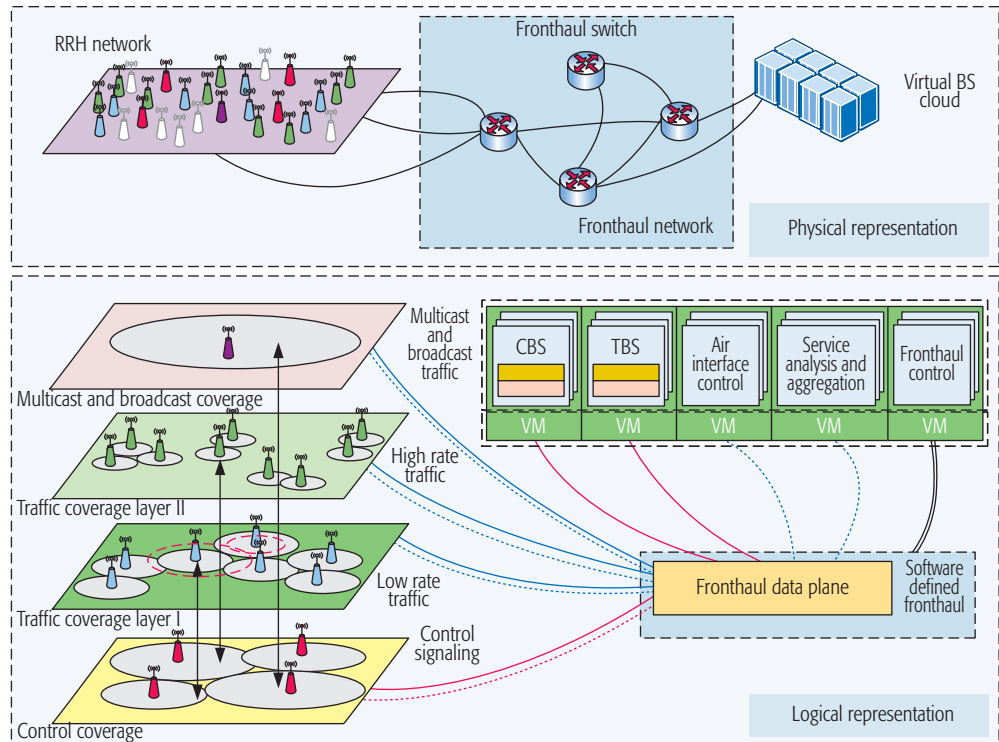 RRH network
Fronthaul switch
Virtual BS
cloud
Fronthaul network
Physical representation
Multicast
and
broadcast
traffic
CBS
TBS
Air
interface
control
Service
analysis and
aggregation
Fronthaul
control
VM
VM
VM
VM
VM
Multicast and broadcast coverage
High rate
traffic
Traffic coverage layer II
Low rate
traffic
Fronthaul data plane
Software
defined
fronthaul
Traffic coverage layer I
Control
signaling
Control coverage
Logical representation